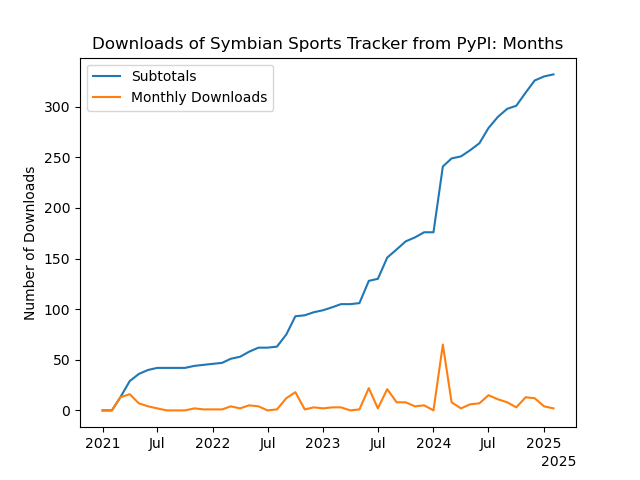 Downloads of Symbian Sports Tracker from PyPI: Months
Subtotals
Monthly Downloads
Number of Downloads
300
250
200
150
100
50
0
2021 Jul 2022 Jul 2023 Jul 2024 Jul 2025
2025